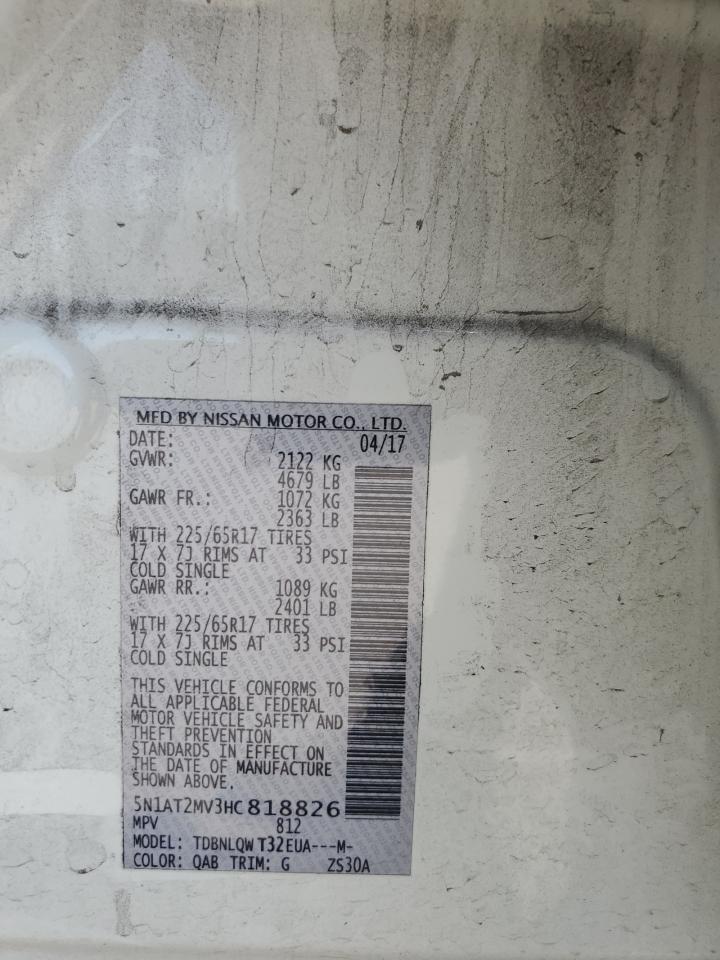 MFD BY NISSAN MOTOR CO., LTD.
DATE: 04/17
GVWR: 2122 KG
4679 LB
GAWR FR.: 1072 KG
2363 LB
WITH 225/65R17 TIRES
17 X 7J RIMS AT 33 PSI
COLD SINGLE
GAWR RR.: 1089 KG
2401 LB
WITH 225/65R17 TIRES
17 X 7J RIMS AT 33 PSI
COLD SINGLE
THIS VEHICLE CONFORMS TO
ALL APPLICABLE FEDERAL
MOTOR VEHICLE SAFETY AND
THEFT PREVENTION
STANDARDS IN EFFECT ON
THE DATE OF MANUFACTURE
SHOWN ABOVE.
5N1AT2MV3HC818826
MPV 812
MODEL: TDBNLQW T32EUA---M-
COLOR: QAB TRIM: G ZS30A